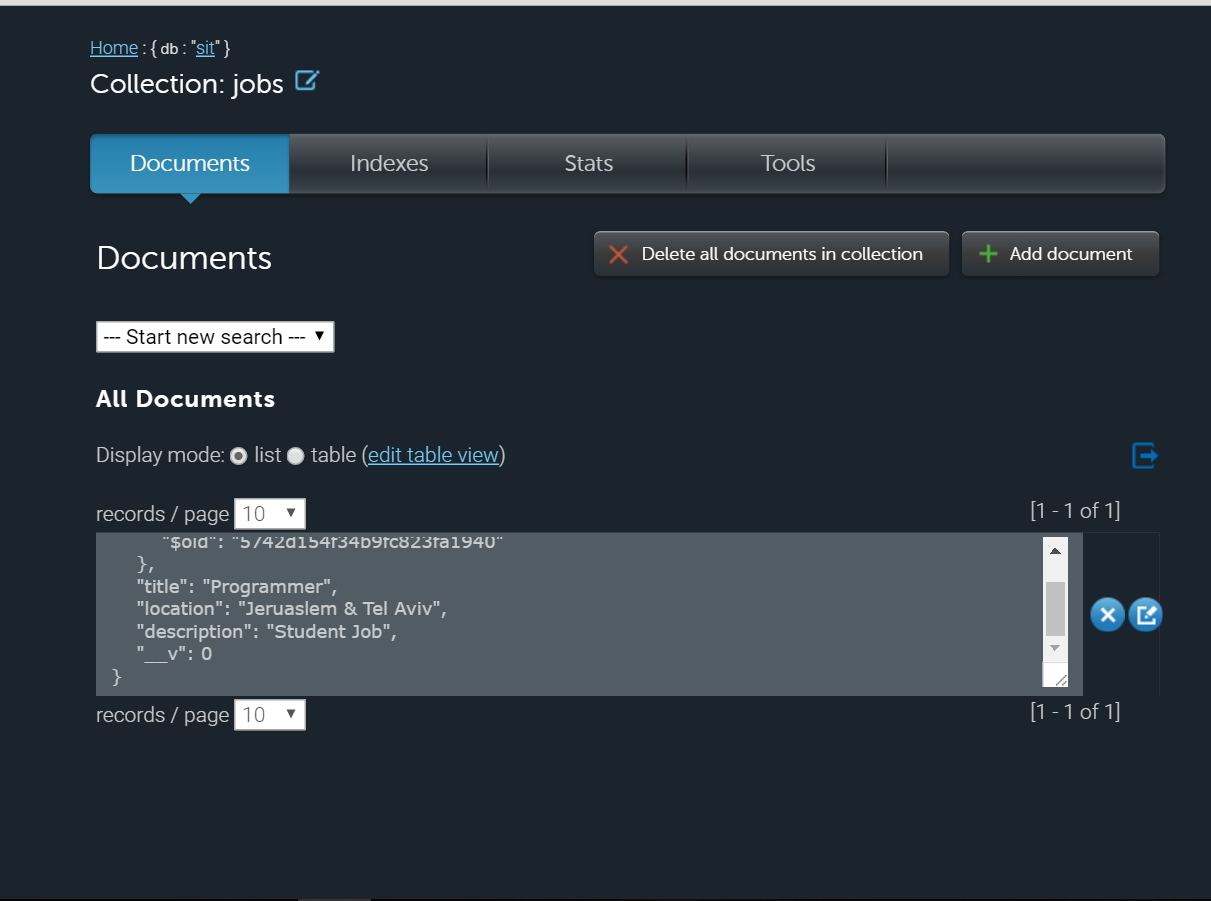 Home : { db : "sit" }
Collection: jobs
Documents Indexes Stats Tools
Documents
Delete all documents in collection Add document
--- Start new search ---
All Documents
Display mode: list table (edit table view)
records / page 10 [1 - 1 of 1]
"$oid": "5742d154f34b9fc823fa1940"
},
"title": "Programmer",
"location": "Jeruaslem & Tel Aviv",
"description": "Student Job",
"__v": 0
}
records / page 10 [1 - 1 of 1]